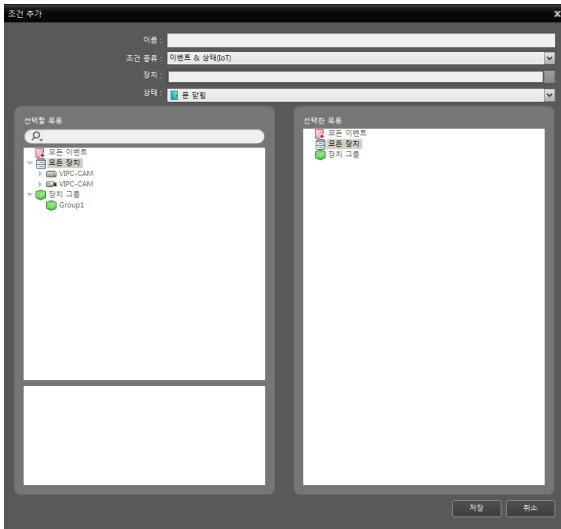 조건 추가
이름 :
조건 종류 : 이벤트 & 상태(IoT)
장치 :
상태 : 문 닫힘
선택할 목록
모든 이벤트
모든 장치
VIPC-CAM
VIPC-CAM
장치 그룹
Group1
선택한 목록
모든 이벤트
모든 장치
장치 그룹
저장
취소